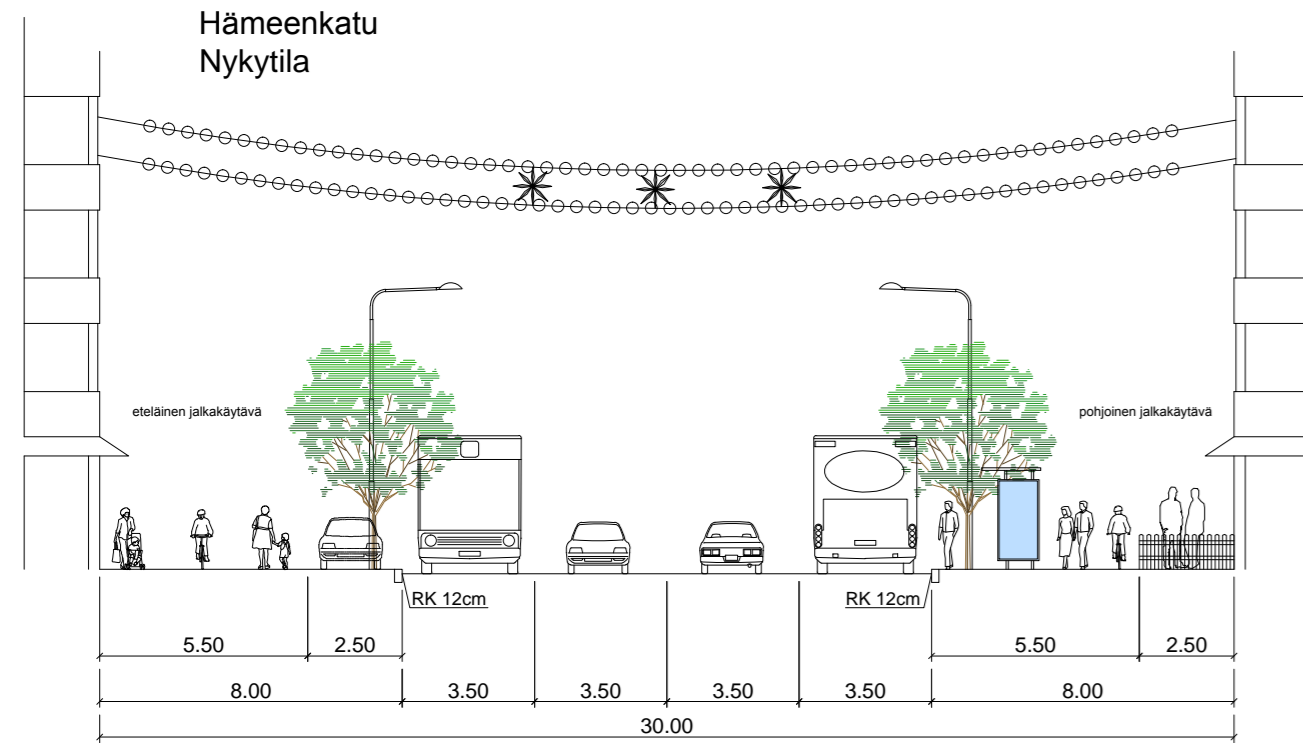 Hämeenkatu
Nykytila
eteläinen jalkakäytävä
pohjoinen jalkakäytävä
RK 12cm
RK 12cm
5.50
2.50
5.50
2.50
8.00
3.50
3.50
3.50
3.50
8.00
30.00